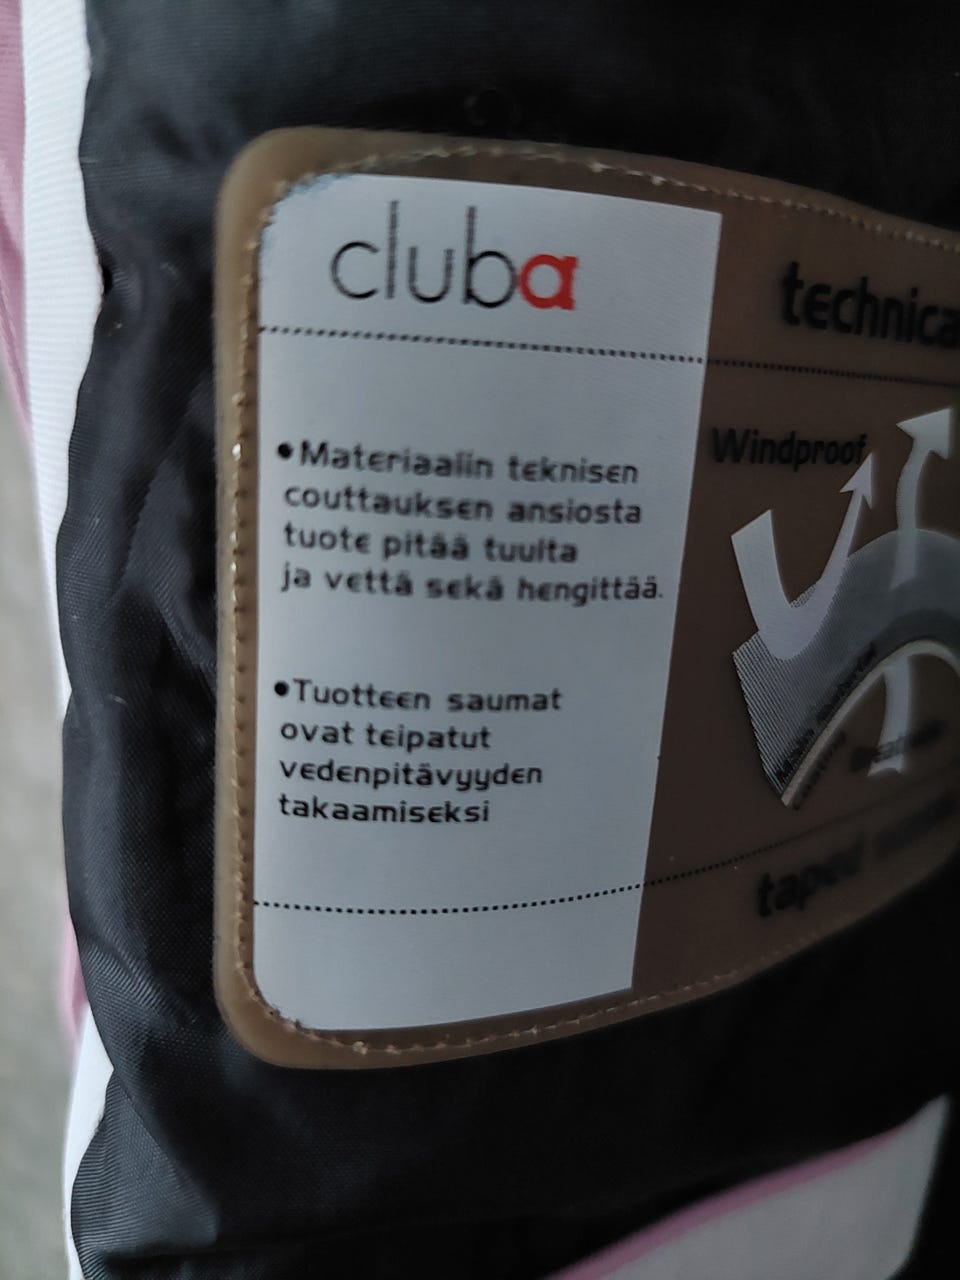 cluba
• Materiaalin teknisen
couttauksen ansiosta
tuote pitää tuulta
ja vettä sekä hengittää.
• Tuotteen saumat
ovat teipatut
vedenpitävyyden
takaamiseksi
technica
Windproof
taped